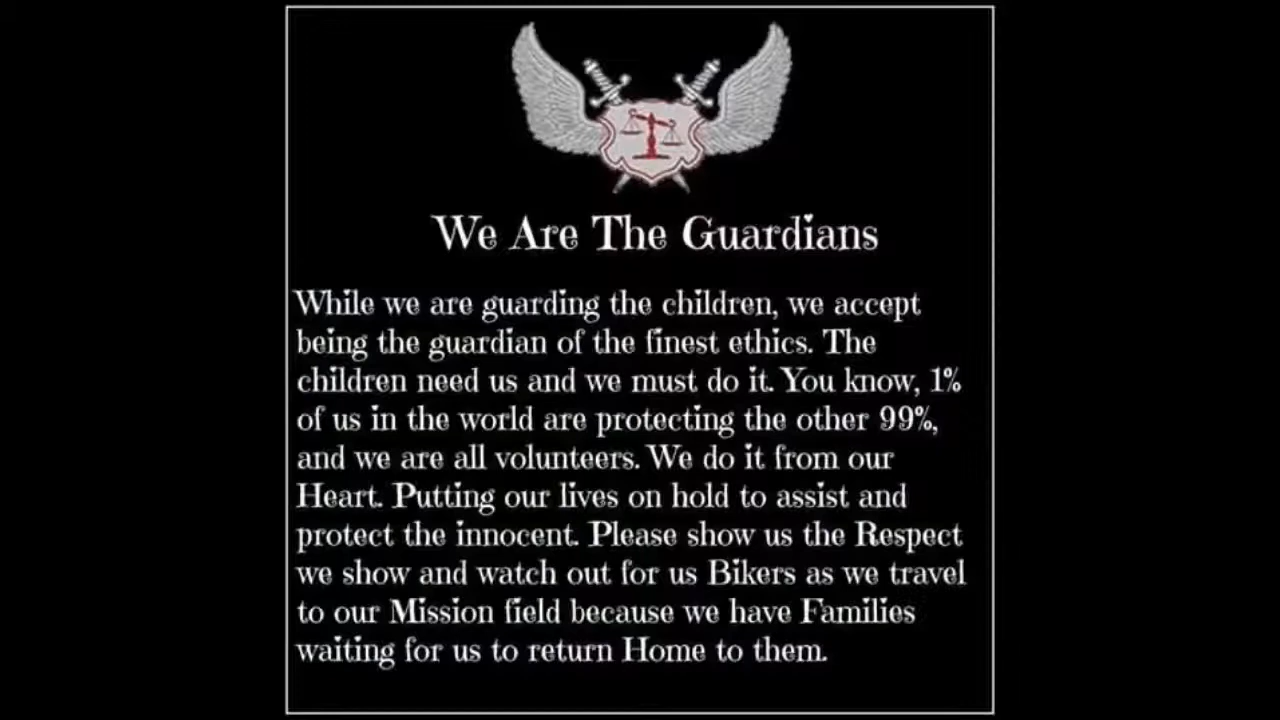 We Are The Guardians
While we are guarding the children, we accept
being the guardian of the finest ethics. The
children need us and we must do it. You know, 1%
of us in the world are protecting the other 99%,
and we are all volunteers. We do it from our
Heart. Putting our lives on hold to assist and
protect the innocent. Please show us the Respect
we show and watch out for us Bikers as we travel
to our Mission field because we have Families
waiting for us to return Home to them.